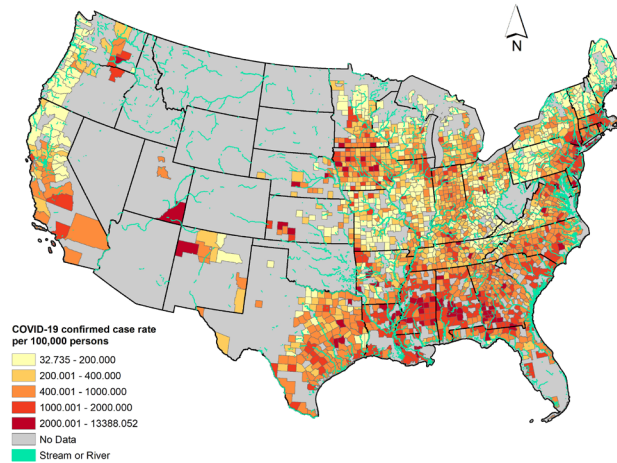 N
COVID-19 confirmed case rate
per 100,000 persons
32.735 - 200.000
200.001 - 400.000
400.001 - 1000.000
1000.001 - 2000.000
2000.001 - 13388.052
No Data
Stream or River